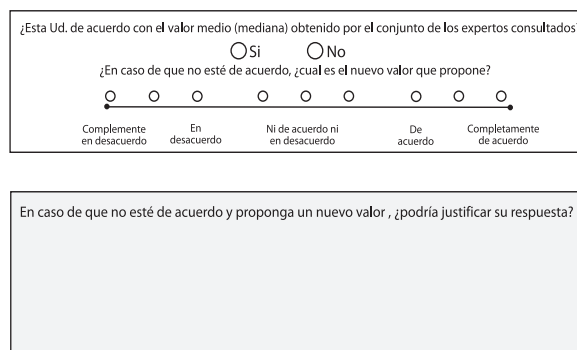 ¿Esta Ud. de acuerdo con el valor medio (mediana) obtenido por el conjunto de los expertos consultados?
Si No
¿En caso de que no esté de acuerdo, ¿cual es el nuevo valor que propone?
Complemente en desacuerdo
En desacuerdo
Ni de acuerdo ni en desacuerdo
De acuerdo
Completamente de acuerdo
En caso de que no esté de acuerdo y proponga un nuevo valor , ¿podría justificar su respuesta?